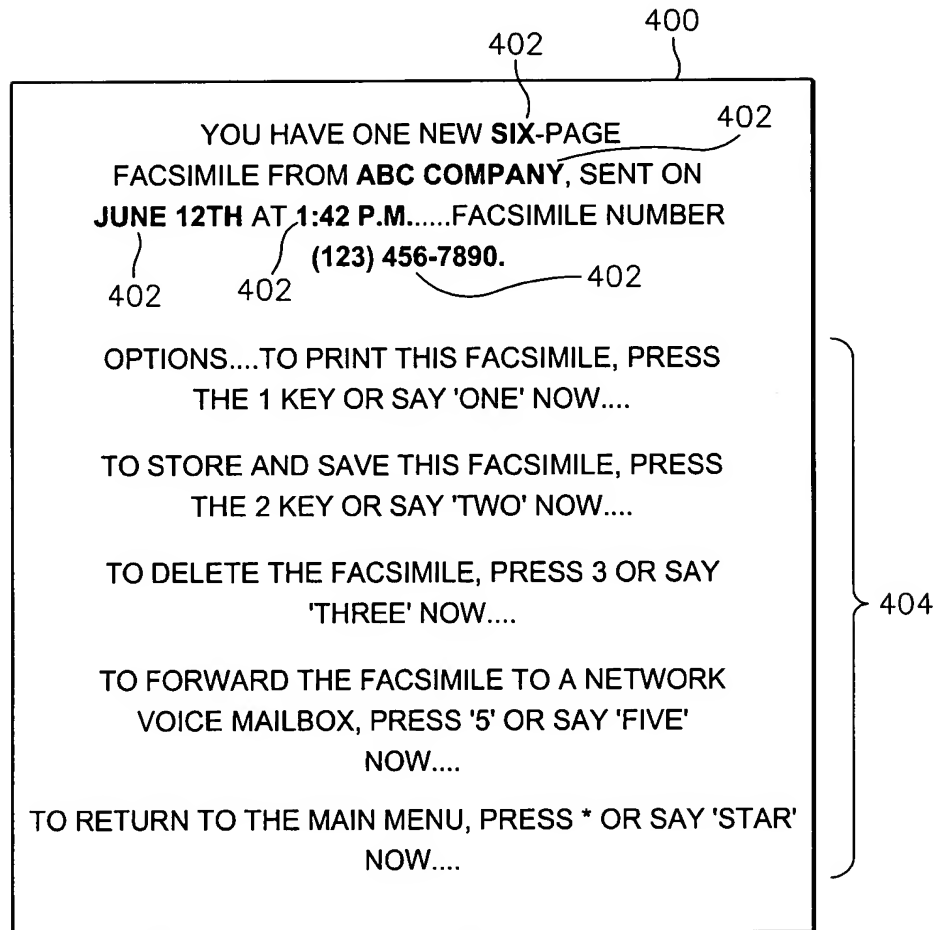 400
402
YOU HAVE ONE NEW SIX-PAGE
402
FACSIMILE FROM ABC COMPANY, SENT ON
JUNE 12TH AT 1:42 P.M.....FACSIMILE NUMBER
(123) 456-7890.
402
402
402
OPTIONS....TO PRINT THIS FACSIMILE, PRESS
THE 1 KEY OR SAY 'ONE' NOW....
TO STORE AND SAVE THIS FACSIMILE, PRESS
THE 2 KEY OR SAY 'TWO' NOW....
TO DELETE THE FACSIMILE, PRESS 3 OR SAY
'THREE' NOW....
404
TO FORWARD THE FACSIMILE TO A NETWORK
VOICE MAILBOX, PRESS '5' OR SAY 'FIVE'
NOW....
TO RETURN TO THE MAIN MENU, PRESS * OR SAY 'STAR'
NOW....